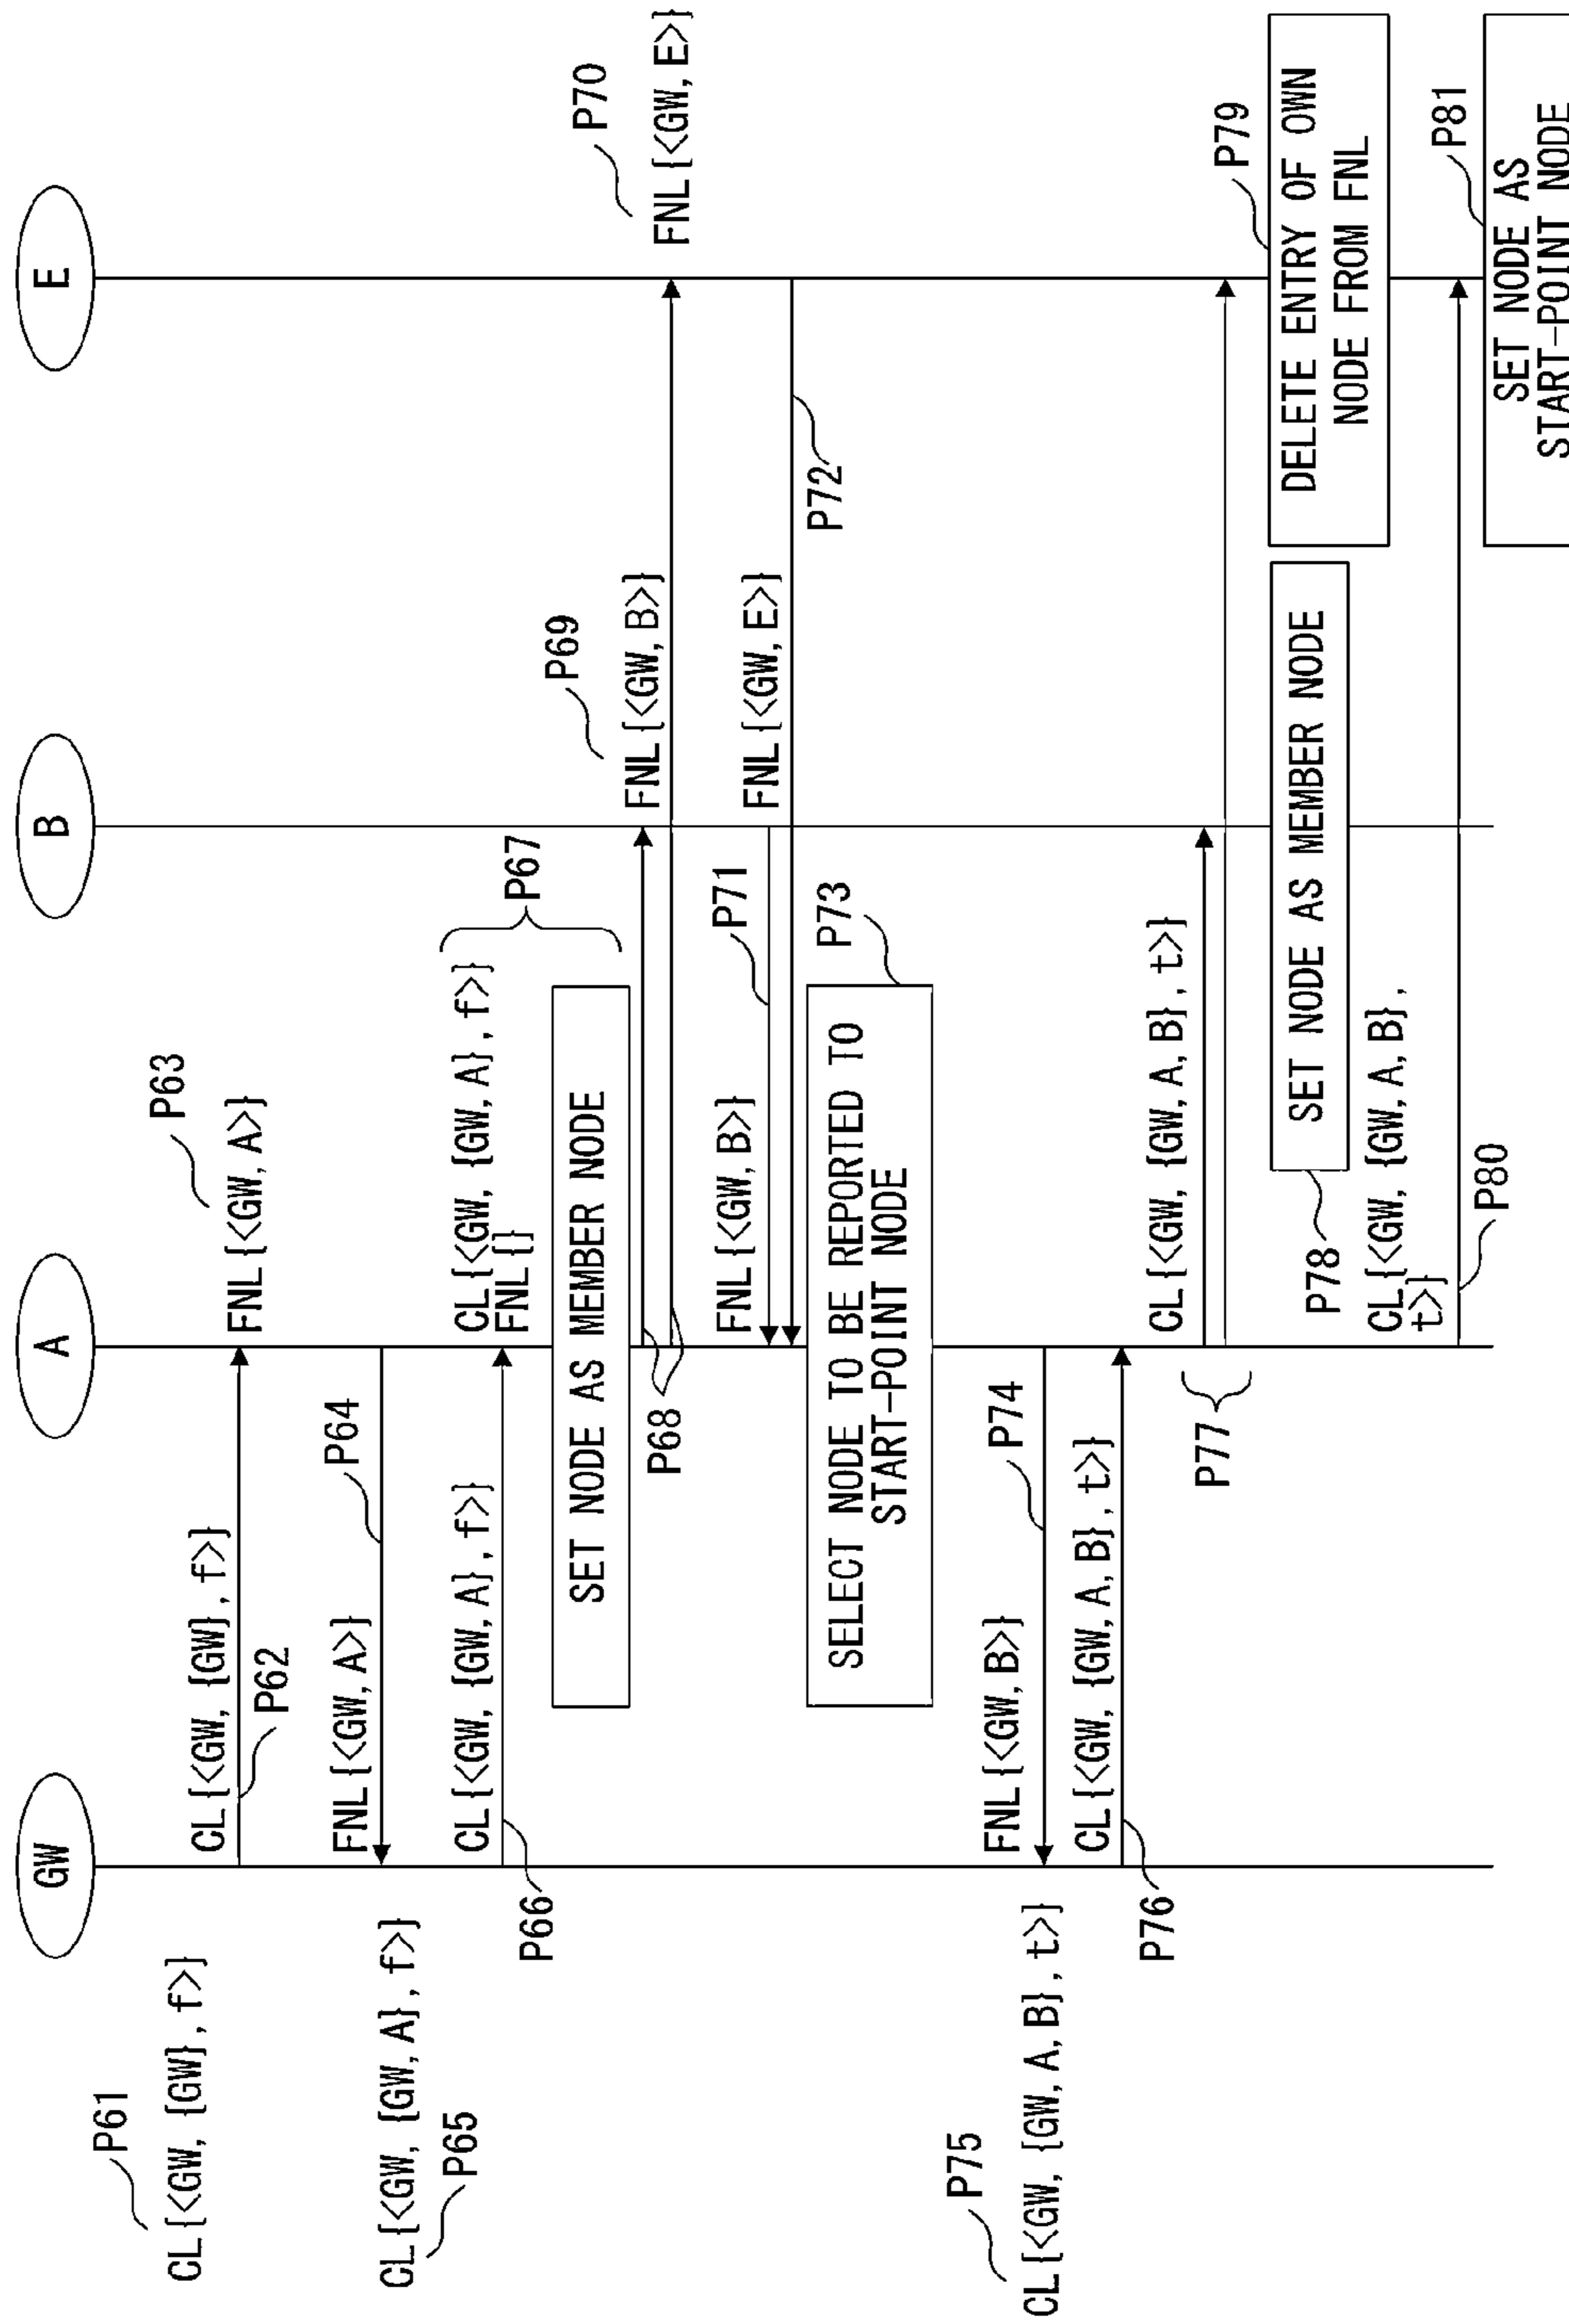 GW
A
B
E
P61
CL{<GW, {GW}, f>}
CL{<GW, {GW}, f>}
P62
P63
FNL{<GW, A>}
P64
FNL{<GW, A>}
CL{<GW, {GW, A}, f>}
P65
CL{<GW, {GW, A}, f>}
P66
CL{<GW, {GW, A}, f>}
FNL{}
P67
SET NODE AS MEMBER NODE
P68
P69
FNL{<GW, B>}
P70
FNL{<GW, E>}
FNL{<GW, B>}
P71
FNL{<GW, E>}
P72
P73
SELECT NODE TO BE REPORTED TO
START-POINT NODE
P74
FNL{<GW, B>}
P75
CL{<GW, {GW, A, B}, t>}
CL{<GW, {GW, A, B}, t>}
P76
CL{<GW, {GW, A, B}, t>}
P77
P78
SET NODE AS MEMBER NODE
P79
DELETE ENTRY OF OWN
NODE FROM FNL
CL{<GW, {GW, A, B},
t>}
P80
P81
SET NODE AS
START-POINT NODE